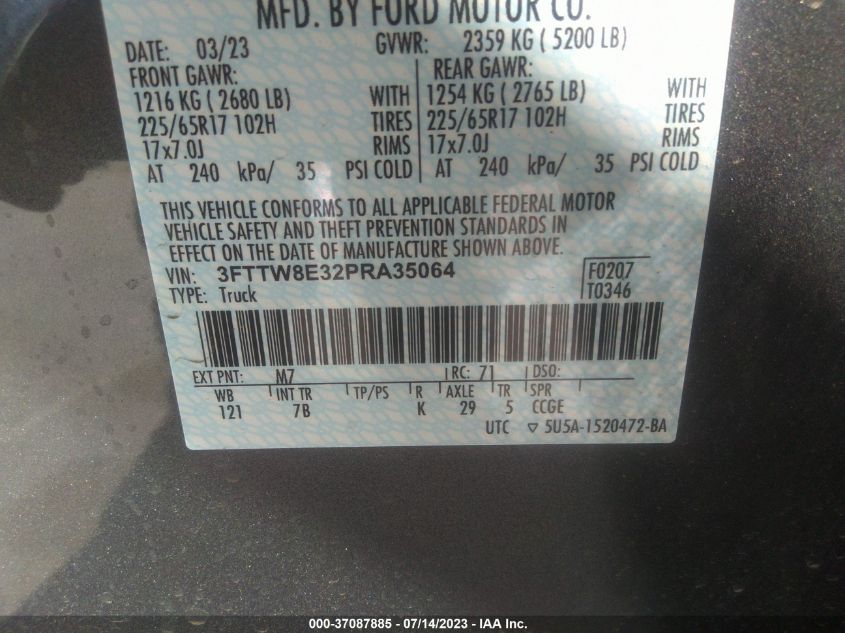 MFD. BY FORD MOTOR CO.
DATE: 03/23 GVWR: 2359 KG ( 5200 LB)
FRONT GAWR: REAR GAWR:
1216 KG ( 2680 LB) WITH 1254 KG ( 2765 LB) WITH
225/65R17 102H TIRES 225/65R17 102H TIRES
17x7.0J RIMS 17x7.0J RIMS
AT 240 kPa/ 35 PSI COLD AT 240 kPa/ 35 PSI COLD
THIS VEHICLE CONFORMS TO ALL APPLICABLE FEDERAL MOTOR
VEHICLE SAFETY AND THEFT PREVENTION STANDARDS IN
EFFECT ON THE DATE OF MANUFACTURE SHOWN ABOVE.
VIN: 3FTTW8E32PRA35064 F0207
TYPE: Truck T0346
EXT PNT: M7 RC: 71 DSO:
WB INT TR TP/PS R AXLE TR SPR
121 7B K 29 5 CCGE
UTC ▽ 5U5A-1520472-BA
000-37087885 / 07/14/2023 - © IAA Inc.